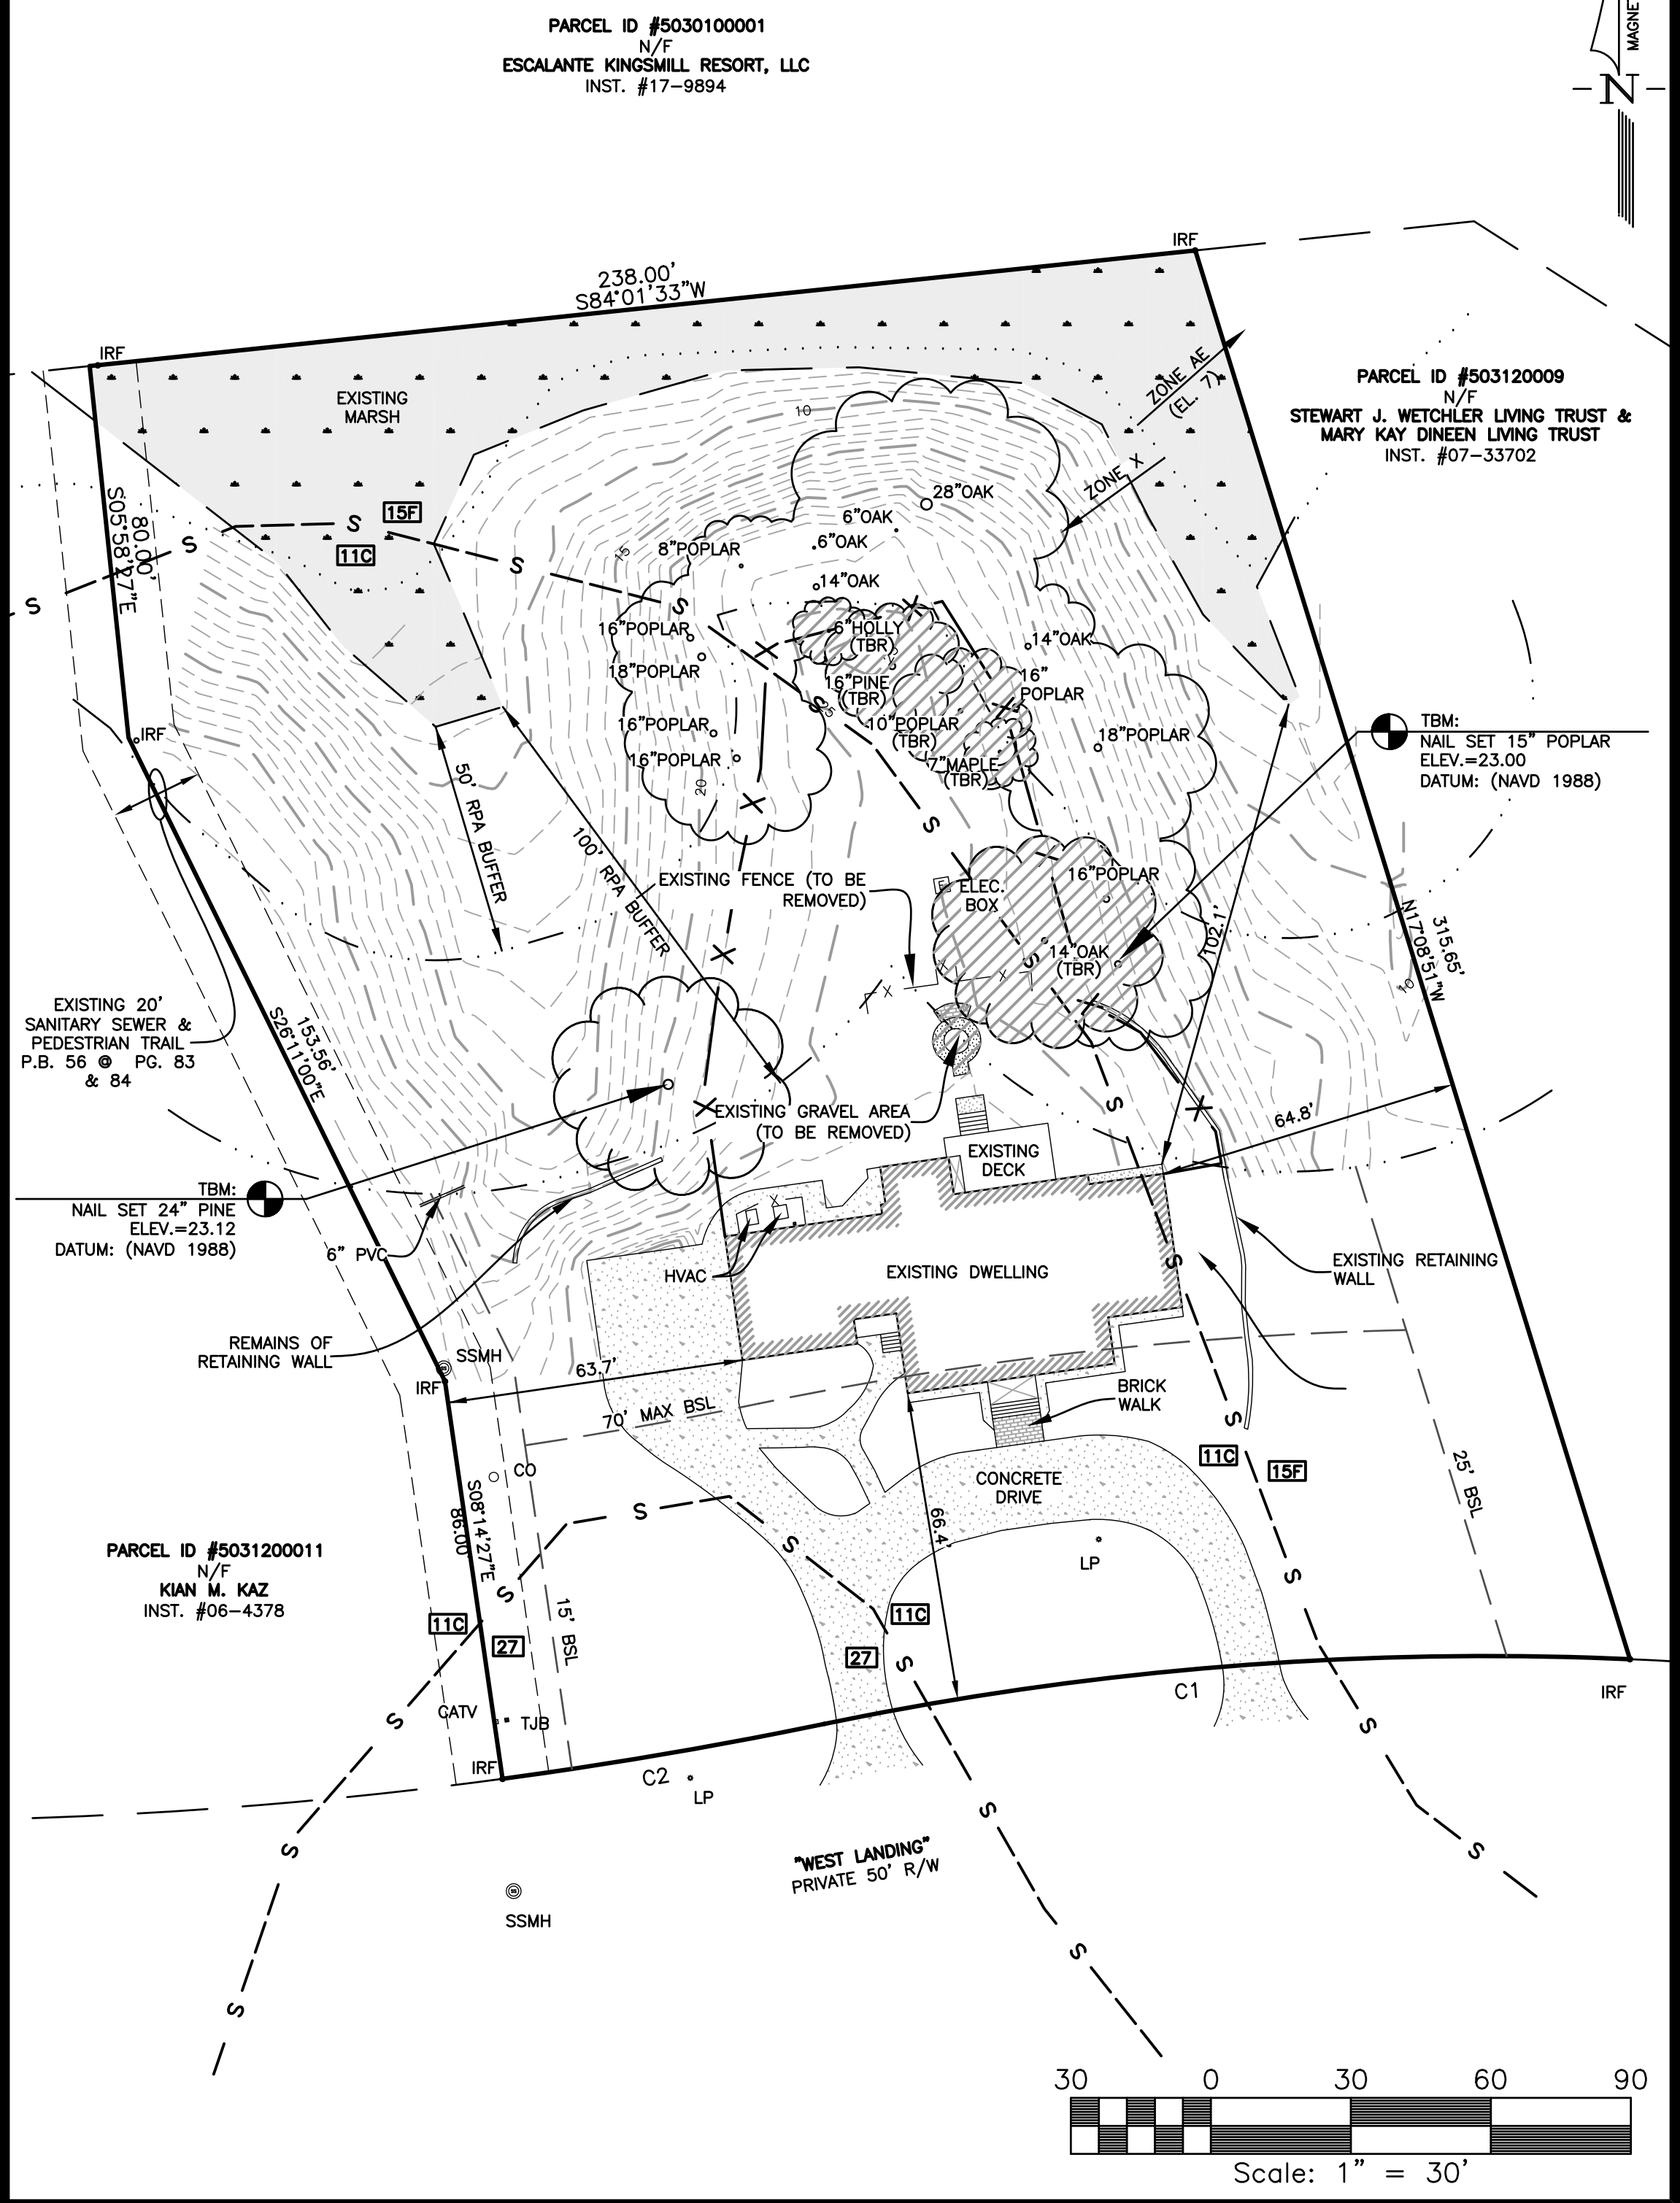 PARCEL ID #5030100001
N/F
ESCALANTE KINGSMILL RESORT, LLC
INST. #17-9894
MAGNE
N
IRF
238.00'
S84°01'33"W
IRF
EXISTING
MARSH
10
ZONE AE
(EL. 7)
PARCEL ID #503120009
N/F
STEWART J. WETCHLER LIVING TRUST &
MARY KAY DINEEN LIVING TRUST
INST. #07-33702
ZONE X
S05°58'27"E
80.00'
15F
11C
S
S
S
S
S
28"OAK
6"OAK
6"OAK
8"POPLAR
15
14"OAK
16"POPLAR
6"HOLLY
(TBR)
14"OAK
18"POPLAR
16"PINE
(TBR)
16"
POPLAR
25
S
16"POPLAR
10"POPLAR
(TBR)
18"POPLAR
16"POPLAR
7"MAPLE
(TBR)
20
IRF
TBM:
NAIL SET 15" POPLAR
ELEV.=23.00
DATUM: (NAVD 1988)
50' RPA BUFFER
100' RPA BUFFER
S
EXISTING FENCE (TO BE
REMOVED)
E
ELEC.
BOX
16"POPLAR
14"OAK
(TBR)
S
102.1'
315.65'
N17°08'51"W
10
EXISTING 20'
SANITARY SEWER &
PEDESTRIAN TRAIL
P.B. 56 @ PG. 83
& 84
153.56'
S26°11'00"E
EXISTING GRAVEL AREA
(TO BE REMOVED)
S
64.8'
EXISTING
DECK
TBM:
NAIL SET 24" PINE
ELEV.=23.12
DATUM: (NAVD 1988)
6" PVC
HVAC
EXISTING DWELLING
S
EXISTING RETAINING
WALL
REMAINS OF
RETAINING WALL
SSMH
IRF
63.7'
70' MAX BSL
BRICK
WALK
S
11C
15F
CO
CONCRETE
DRIVE
25' BSL
S08°14'27"E
86.00'
S
S
66.4'
LP
S
S
PARCEL ID #5031200011
N/F
KIAN M. KAZ
INST. #06-4378
15' BSL
11C
27
11C
27
S
C1
IRF
CATV
TJB
S
S
IRF
C2
LP
S
S
"WEST LANDING"
PRIVATE 50' R/W
S
SSMH
S
S
30 0 30 60 90
Scale: 1" = 30'